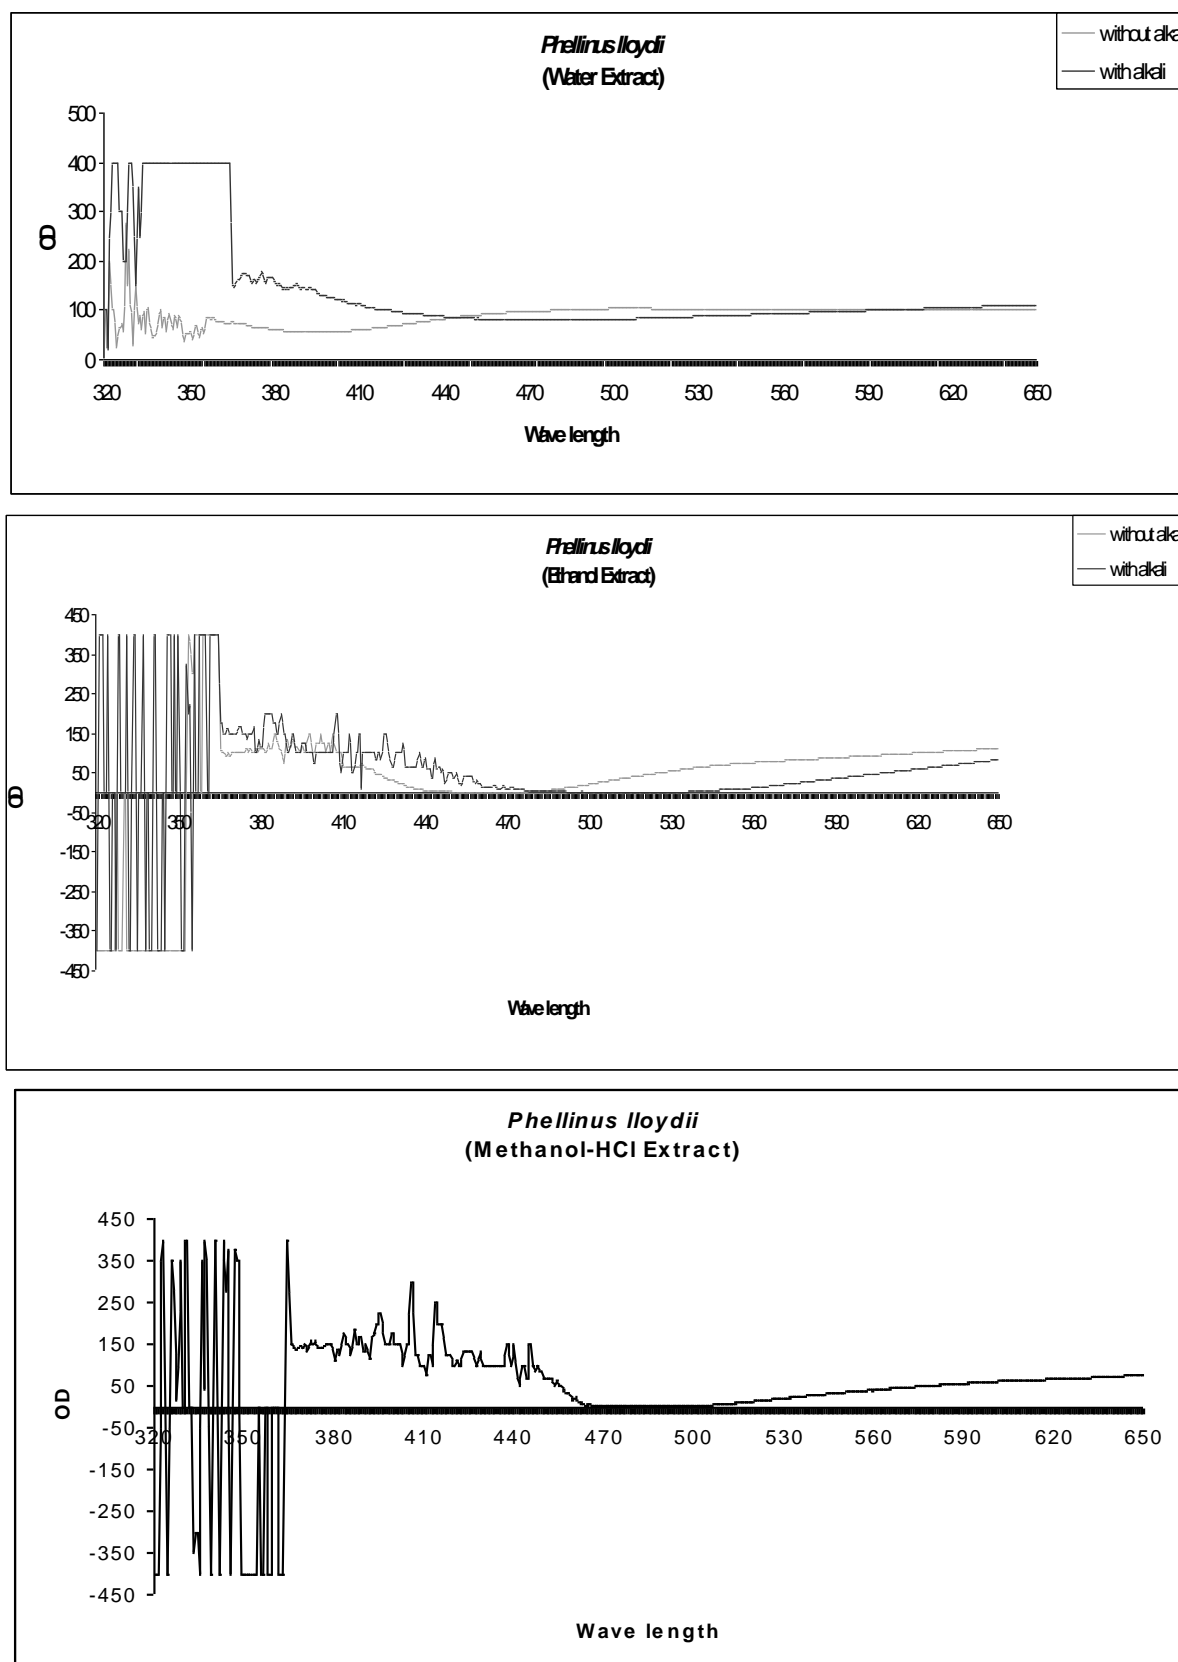 Phellinus lloydii
(Water Extract)
without alka
with alkali
500
400
300
200
100
0
OD
320 350 380 410 440 470 500 530 560 590 620 650
Wave length
Phellinus lloydii
(Ethanol Extract)
without alka
with alkali
450
350
250
150
50
-50
-150
-250
-350
-450
OD
320 350 380 410 440 470 500 530 560 590 620 650
Wave length
Phellinus lloydii
(Methanol-HCl Extract)
450
350
250
150
50
-50
-150
-250
-350
-450
OD
320 350 380 410 440 470 500 530 560 590 620 650
Wave length